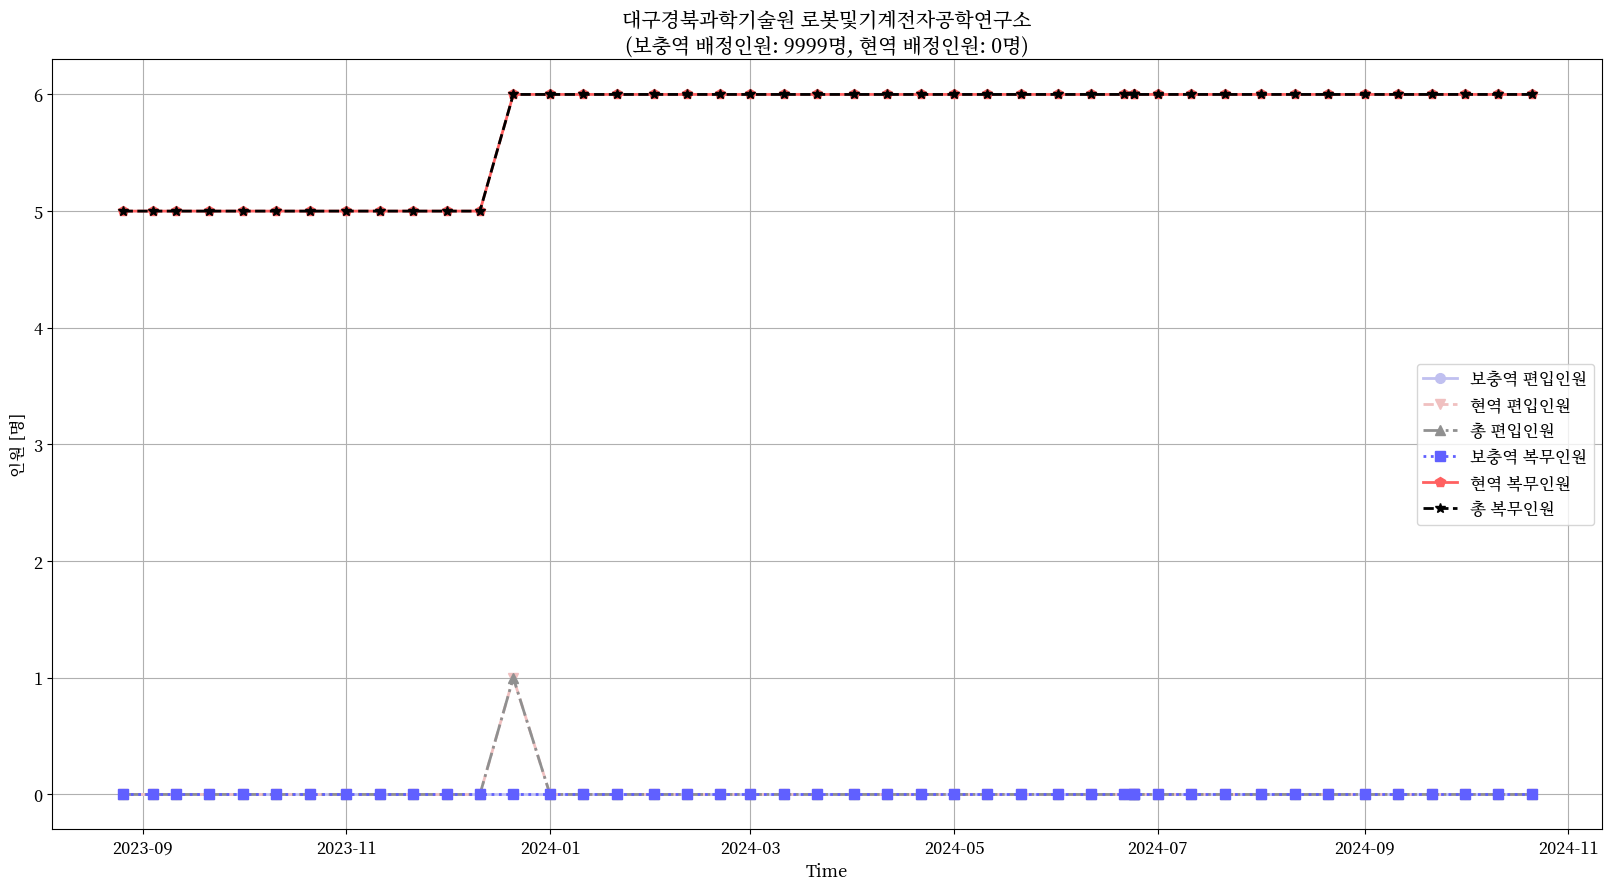 대구경북과학기술원 로봇및기계전자공학연구소
(보충역 배정인원: 9999명, 현역 배정인원: 0명)
6
5
4
3
2
1
0
인원 [명]
보충역 편입인원
현역 편입인원
총 편입인원
보충역 복무인원
현역 복무인원
총 복무인원
2023-09
2023-11
2024-01
2024-03
2024-05
2024-07
2024-09
2024-11
Time